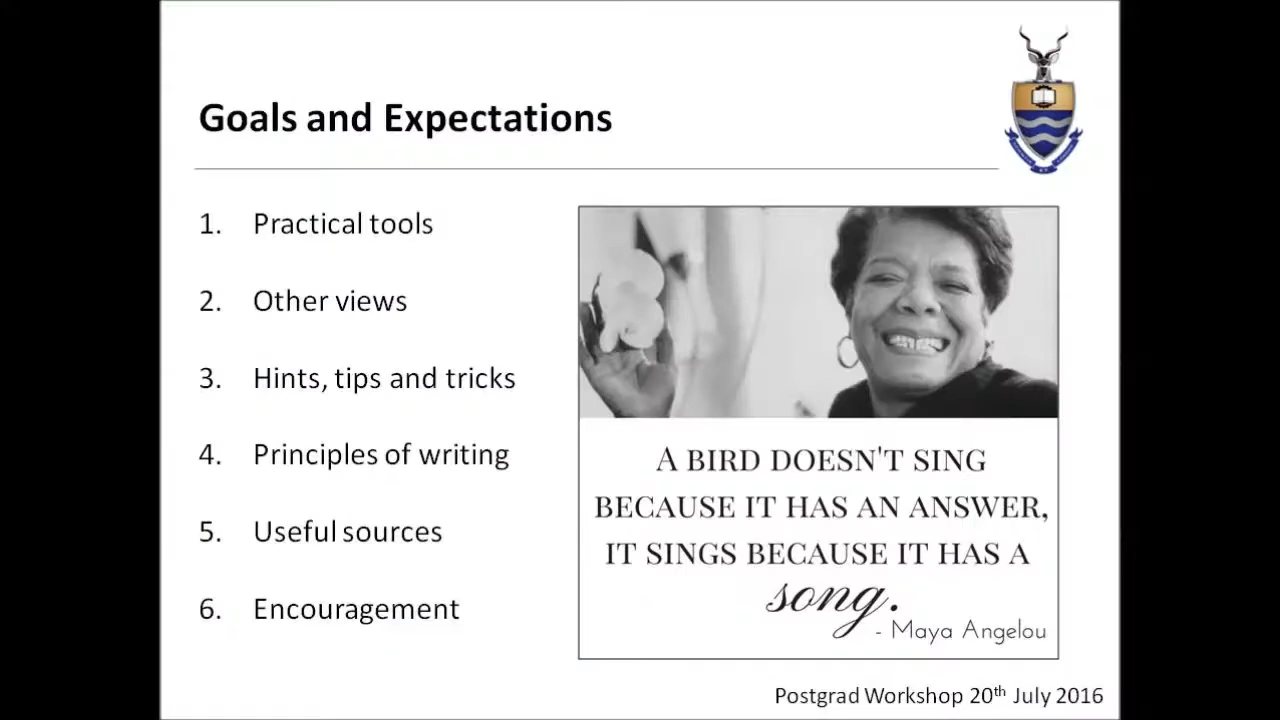 Goals and Expectations
1. Practical tools
2. Other views
3. Hints, tips and tricks
4. Principles of writing
5. Useful sources
6. Encouragement
A BIRD DOESN'T SING
BECAUSE IT HAS AN ANSWER,
IT SINGS BECAUSE IT HAS A
song.
- Maya Angelou
Postgrad Workshop 20th July 2016